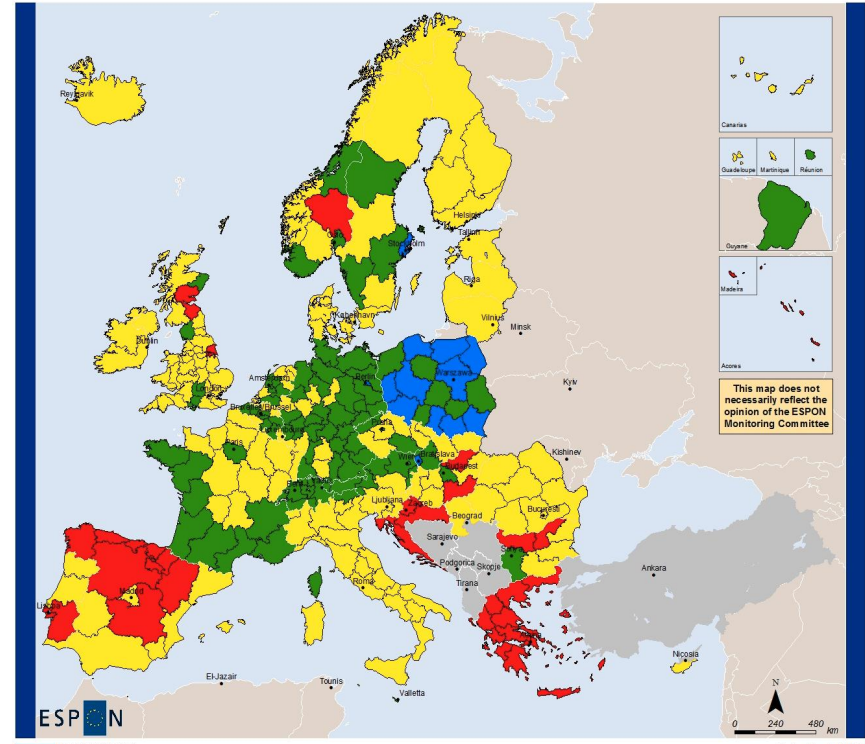 Canarias
Reykjavik
Guadeloupe Martinique Réunion
Guyane
Helsinki
Tallinn
Stockholm
Madeira
Riga
Acores
København
Vilnius
Minsk
Dublin
This map does not
necessarily reflect the
opinion of the ESPON
Monitoring Committee
Amsterdam
Berlin
Warszawa
London
Kyiv
Luxembourg
Praha
Paris
Wien
Bratislava
Kishinev
Budapest
Ljubljana
Zagreb
Beograd
Bucuresti
Sarajevo
Podgorica
Skopje
Tirana
Ankara
Roma
Madrid
Nicosia
El-Jazair
Tounis
Valletta
N
ESPON
0 240 480
km